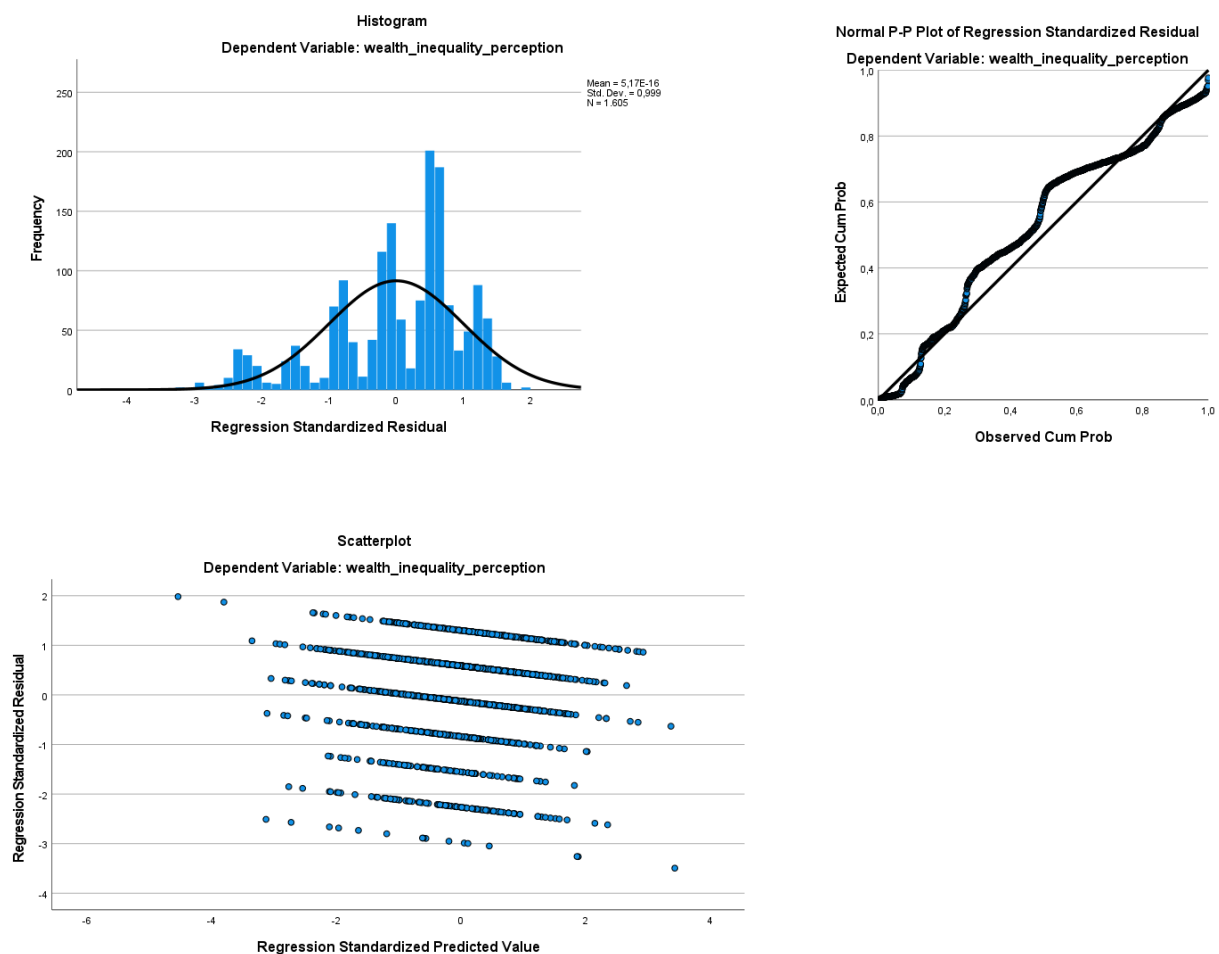 Histogram
Dependent Variable: wealth_inequality_perception
Mean = 5,17E-16
Std. Dev. = 0,999
N = 1.605
250
200
150
100
50
0
Frequency
-4
-2
-1
0
1
2
Regression Standardized Residual
Normal P-P Plot of Regression Standardized Residual
Dependent Variable: wealth_inequality_perception
1,0
0,8
0,6
0,4
0,2
0,0
Expected Cum Prob
0,0
0,2
0,4
0,6
0,8
1,0
Observed Cum Prob
Scatterplot
Dependent Variable: wealth_inequality_perception
2
1
0
-1
-2
-3
-4
Regression Standardized Residual
-6
-4
-2
0
2
4
Regression Standardized Predicted Value